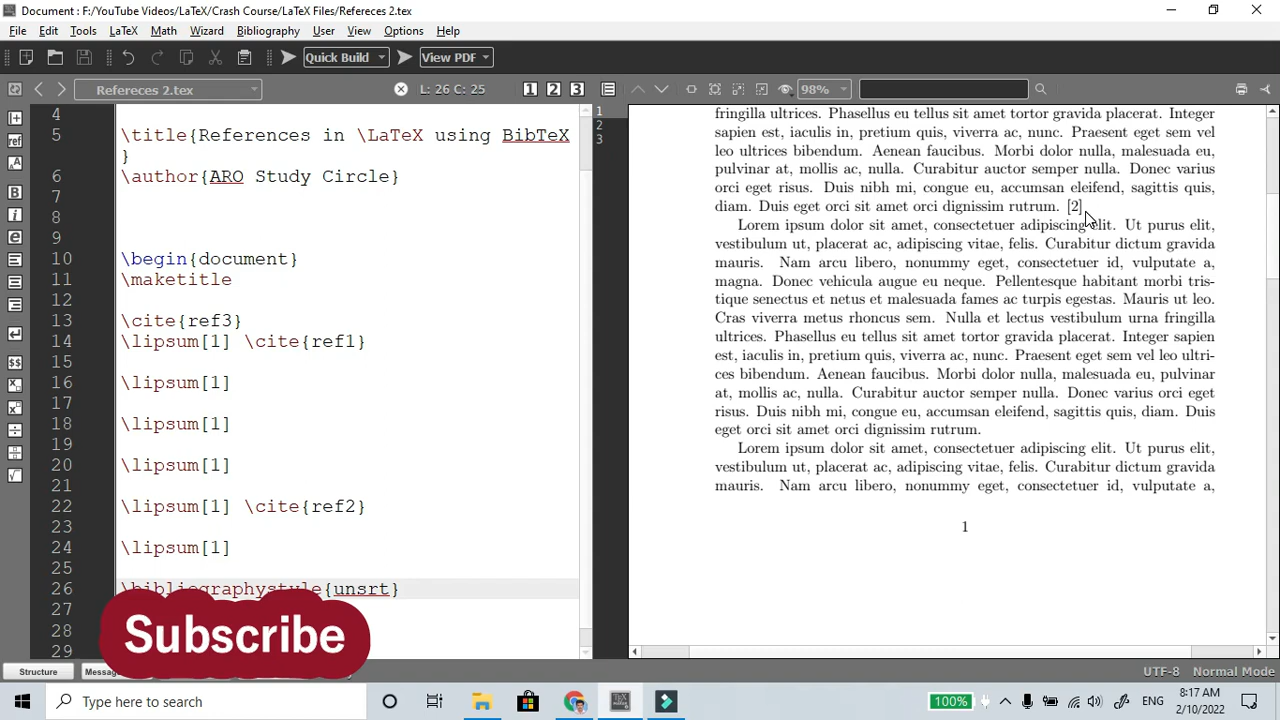 Document : F:/YouTube Videos/LaTeX/Crash Course/LaTeX Files/Refereces 2.tex
File Edit Tools LaTeX Math Wizard Bibliography User View Options Help
Quick Build View PDF
Refereces 2.tex L: 26 C: 25 1 2 3 98%
4
5 \title{References in \LaTeX using BibTeX
}
6 \author{ARO Study Circle}
7
8
9
10 \begin{document}
11 \maketitle
12
13 \cite{ref3}
14 \lipsum[1] \cite{ref1}
15
16 \lipsum[1]
17
18 \lipsum[1]
19
20 \lipsum[1]
21
22 \lipsum[1] \cite{ref2}
23
24 \lipsum[1]
25
26 \bibliographystyle{unsrt}
27
28
29
Subscribe
1
2
3
fringilla ultrices. Phasellus eu tellus sit amet tortor gravida placerat. Integer
sapien est, iaculis in, pretium quis, viverra ac, nunc. Praesent eget sem vel
leo ultrices bibendum. Aenean faucibus. Morbi dolor nulla, malesuada eu,
pulvinar at, mollis ac, nulla. Curabitur auctor semper nulla. Donec varius
orci eget risus. Duis nibh mi, congue eu, accumsan eleifend, sagittis quis,
diam. Duis eget orci sit amet orci dignissim rutrum. [2]
Lorem ipsum dolor sit amet, consectetuer adipiscing elit. Ut purus elit,
vestibulum ut, placerat ac, adipiscing vitae, felis. Curabitur dictum gravida
mauris. Nam arcu libero, nonummy eget, consectetuer id, vulputate a,
magna. Donec vehicula augue eu neque. Pellentesque habitant morbi tris-
tique senectus et netus et malesuada fames ac turpis egestas. Mauris ut leo.
Cras viverra metus rhoncus sem. Nulla et lectus vestibulum urna fringilla
ultrices. Phasellus eu tellus sit amet tortor gravida placerat. Integer sapien
est, iaculis in, pretium quis, viverra ac, nunc. Praesent eget sem vel leo ultri-
ces bibendum. Aenean faucibus. Morbi dolor nulla, malesuada eu, pulvinar
at, mollis ac, nulla. Curabitur auctor semper nulla. Donec varius orci eget
risus. Duis nibh mi, congue eu, accumsan eleifend, sagittis quis, diam. Duis
eget orci sit amet orci dignissim rutrum.
Lorem ipsum dolor sit amet, consectetuer adipiscing elit. Ut purus elit,
vestibulum ut, placerat ac, adipiscing vitae, felis. Curabitur dictum gravida
mauris. Nam arcu libero, nonummy eget, consectetuer id, vulputate a,
1
Structure UTF-8 Normal Mode
Type here to search 100% ENG 8:17 AM
2/10/2022